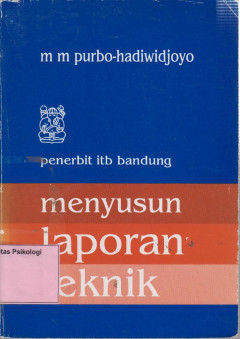 m m purbo-hadiwidjoyo
penerbit itb bandung
menyusun
laporan
teknik
tas Psikologi